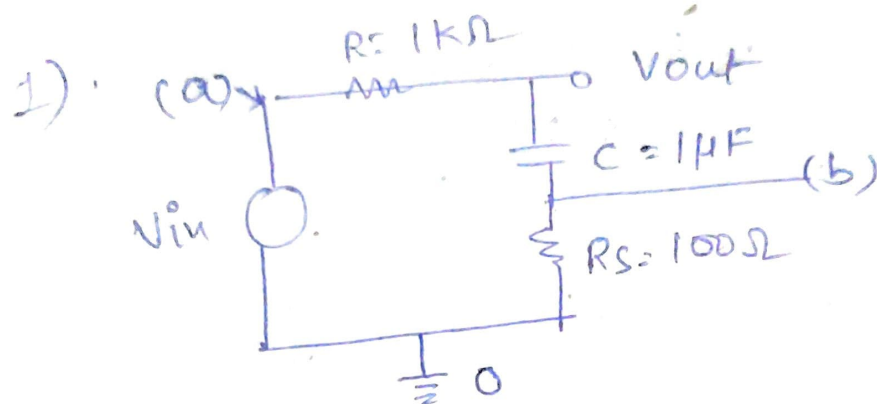 R = 1KΩ
1). (a) Vout
C = 1μF
(b)
Vin
RS = 100Ω
0